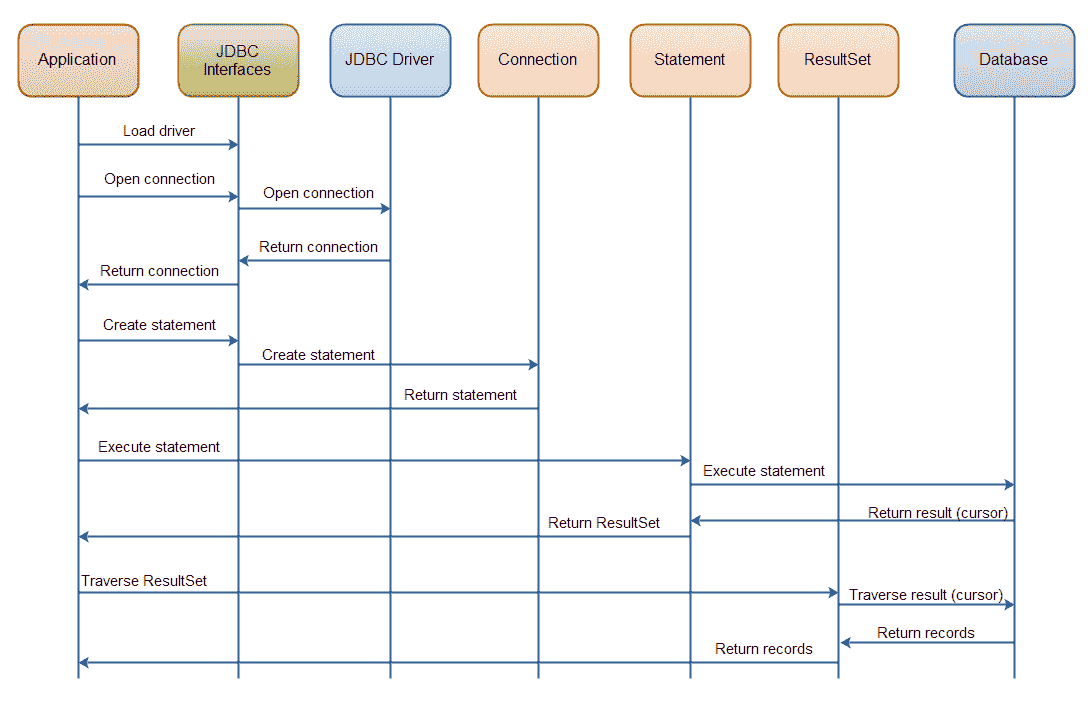 Application
JDBC
Interfaces
JDBC Driver
Connection
Statement
ResultSet
Database
Load driver
Open connection
Open connection
Return connection
Return connection
Create statement
Create statement
Return statement
Execute statement
Execute statement
Return result (cursor)
Return ResultSet
Traverse ResultSet
Traverse result (cursor)
Return records
Return records